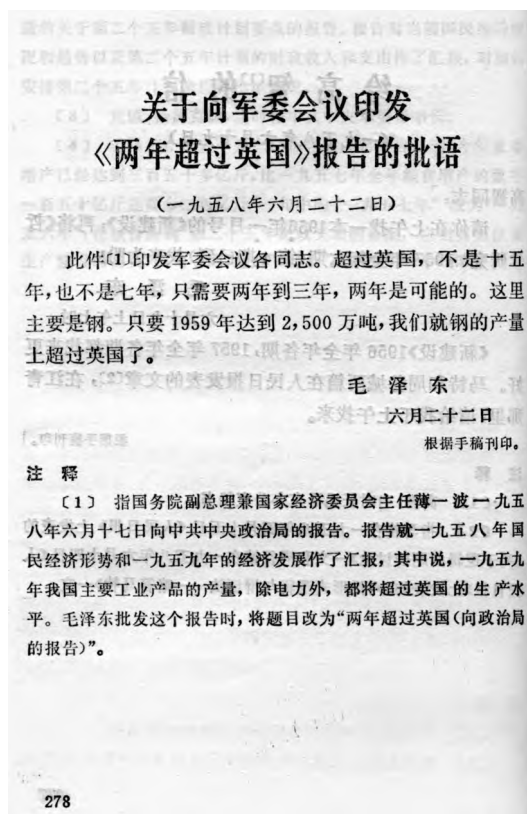 关于向军委会议印发
《两年超过英国》报告的批语
(一九五八年六月二十二日)
此件〔1〕印发军委会议各同志。超过英国，不是十五
年，也不是七年，只需要两年到三年，两年是可能的。这里
主要是钢。只要1959年达到2,500万吨，我们就钢的产量
上超过英国了。
毛泽东
六月二十二日
根据手稿刊印。
注释
〔1〕 指国务院副总理兼国家经济委员会主任薄一波一九五
八年六月十七日向中共中央政治局的报告。报告就一九五八年国
民经济形势和一九五九年的经济发展作了汇报，其中说，一九五九
年我国主要工业产品的产量，除电力外，都将超过英国的生产水
平。毛泽东批发这个报告时，将题目改为“两年超过英国(向政治局
的报告)”。
278